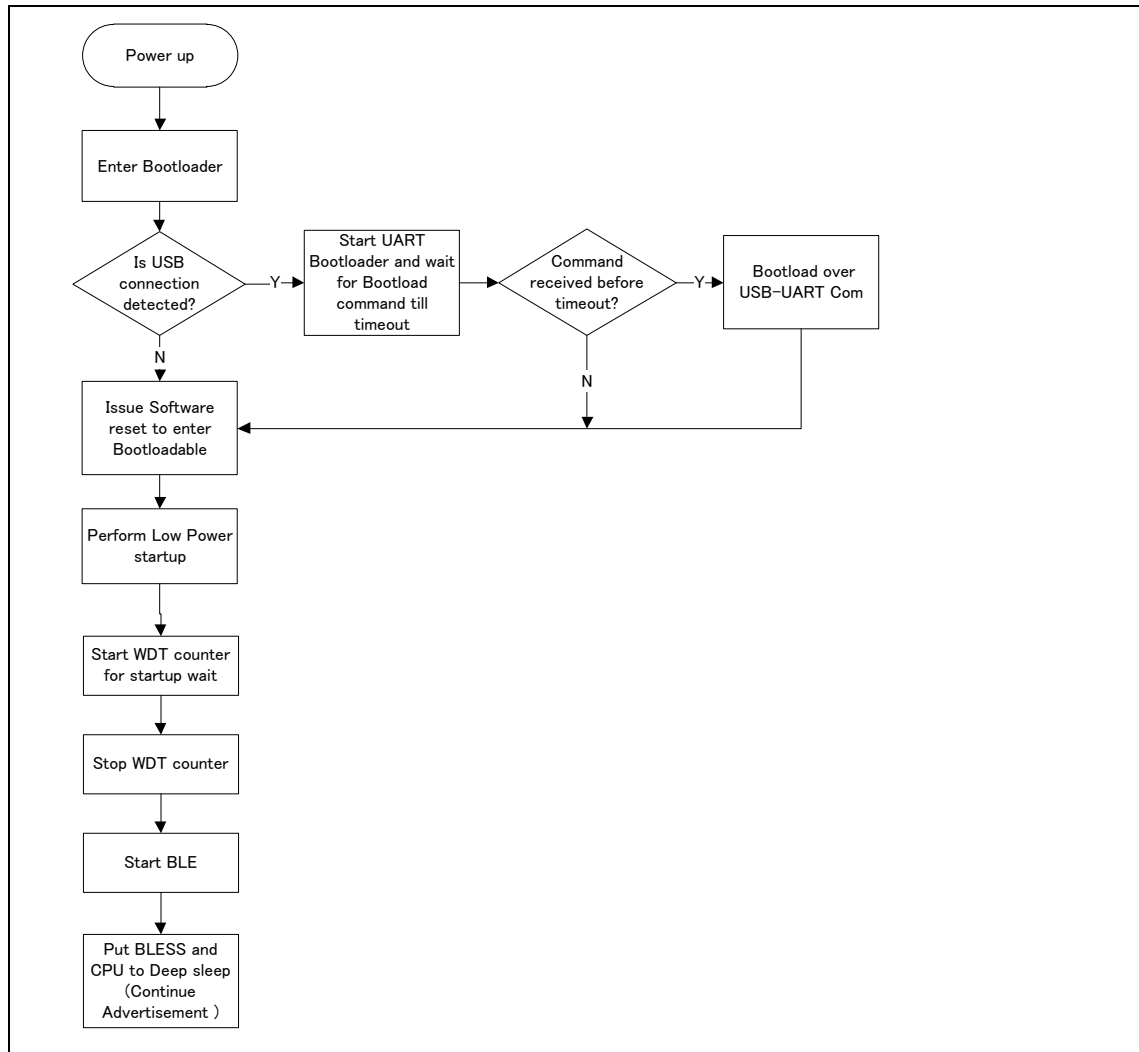 Power up
Enter Bootloader
Is USB
connection
detected?
Y
Start UART
Bootloader and wait
for Bootload
command till
timeout
Command
received before
timeout?
Y
Bootload over
USB-UART Com
N
N
Issue Software
reset to enter
Bootloadable
Perform Low Power
startup
Start WDT counter
for startup wait
Stop WDT counter
Start BLE
Put BLESS and
CPU to Deep sleep
(Continue
Advertisement )